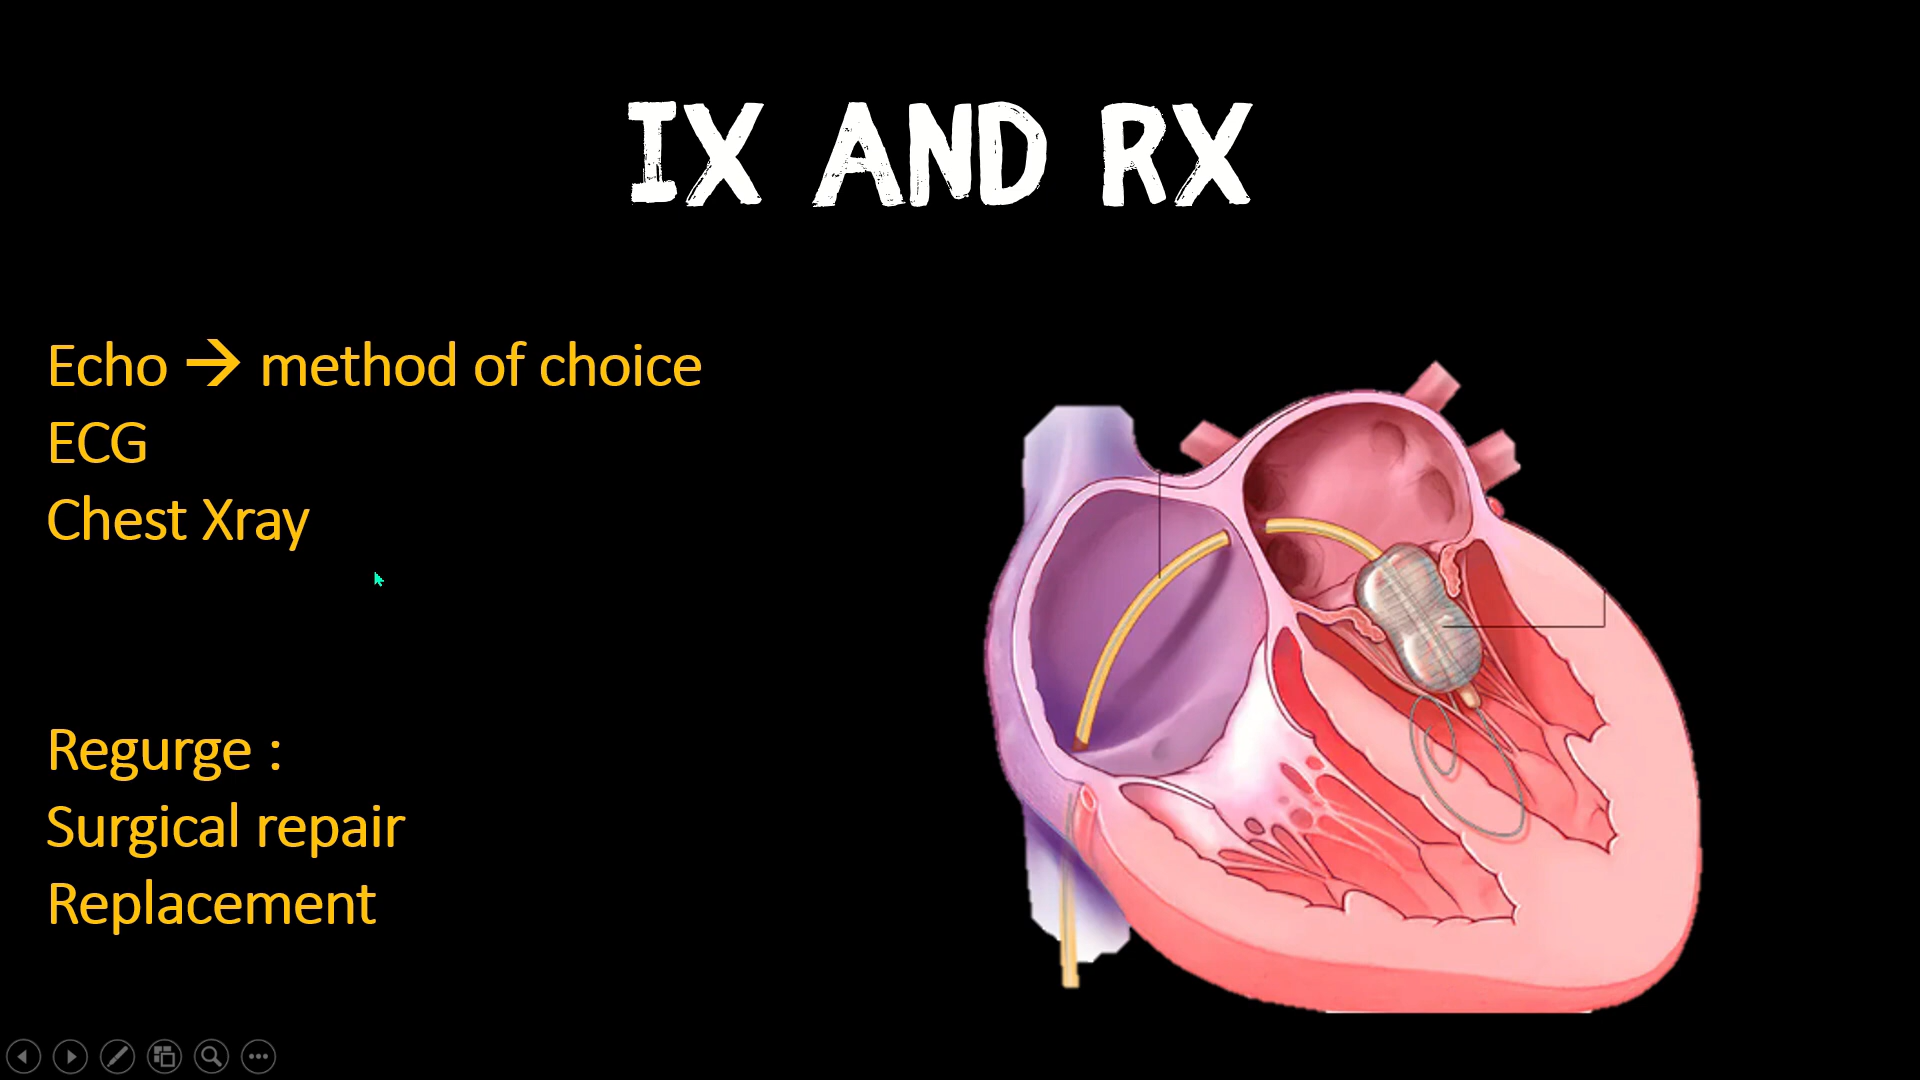 IX AND RX
Echo → method of choice
ECG
Chest Xray
Regurge :
Surgical repair
Replacement